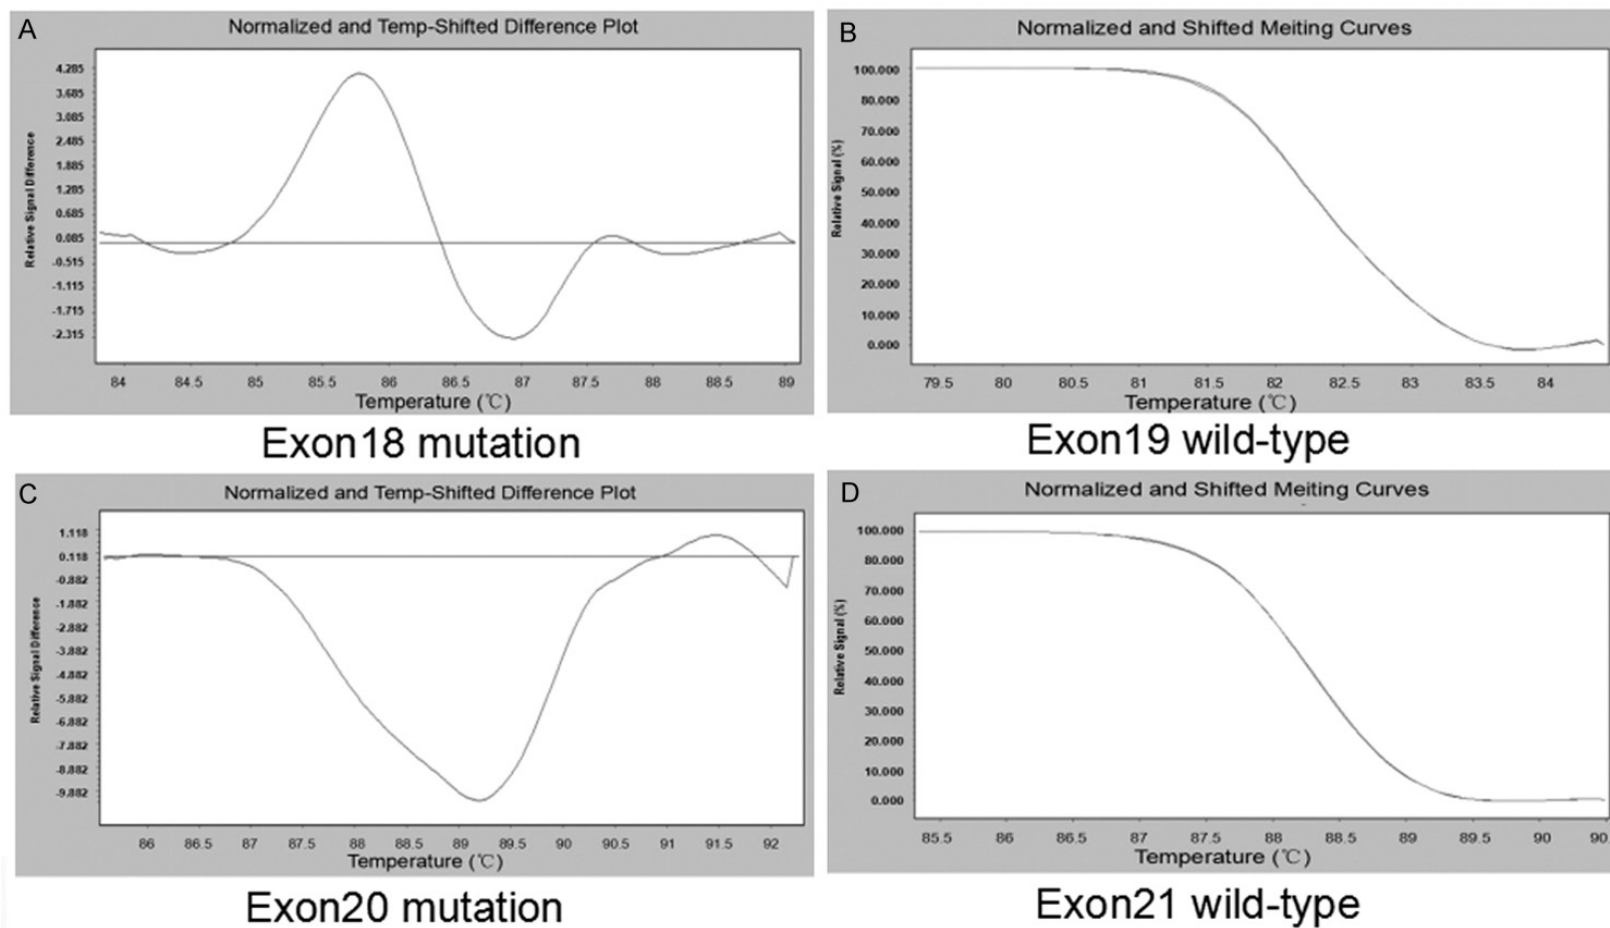 A
Normalized and Temp-Shifted Difference Plot
Relative Signal Difference
4.285
3.685
3.085
2.485
1.885
1.285
0.685
0.085
-0.515
-1.115
-1.715
-2.315
84 84.5 85 85.5 86 86.5 87 87.5 88 88.5 89
Temperature (℃)
Exon18 mutation
B
Normalized and Shifted Meiting Curves
Relative Signal (%)
100.000
80.000
70.000
60.000
50.000
40.000
30.000
20.000
10.000
0.000
79.5 80 80.5 81 81.5 82 82.5 83 83.5 84
Temperature (℃)
Exon19 wild-type
C
Normalized and Temp-Shifted Difference Plot
Relative Signal Difference
1.118
0.118
-0.882
-1.882
-2.882
-3.882
-4.882
-5.882
-6.882
-7.882
-8.882
-9.882
86 86.5 87 87.5 88 88.5 89 89.5 90 90.5 91 91.5 92
Temperature (℃)
Exon20 mutation
D
Normalized and Shifted Meiting Curves
Relative Signal (%)
100.000
80.000
70.000
60.000
50.000
40.000
30.000
20.000
10.000
0.000
85.5 86 86.5 87 87.5 88 88.5 89 89.5 90 90.
Temperature (℃)
Exon21 wild-type